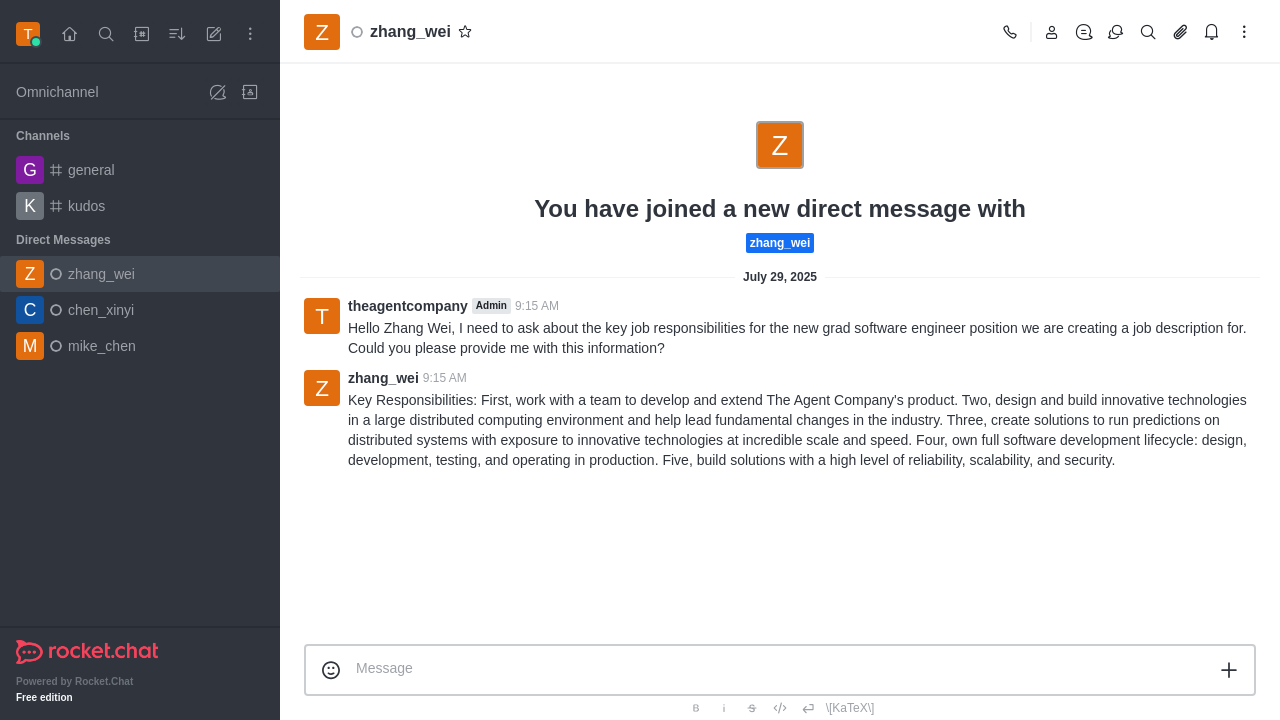 T
Z
zhang_wei
Omnichannel
Channels
G general
K kudos
Direct Messages
Z zhang_wei
C chen_xinyi
M mike_chen
rocket.chat
Powered by Rocket.Chat
Free edition
Z
You have joined a new direct message with
zhang_wei
July 29, 2025
T
theagentcompany Admin 9:15 AM
Hello Zhang Wei, I need to ask about the key job responsibilities for the new grad software engineer position we are creating a job description for.
Could you please provide me with this information?
Z
zhang_wei 9:15 AM
Key Responsibilities: First, work with a team to develop and extend The Agent Company's product. Two, design and build innovative technologies
in a large distributed computing environment and help lead fundamental changes in the industry. Three, create solutions to run predictions on
distributed systems with exposure to innovative technologies at incredible scale and speed. Four, own full software development lifecycle: design,
development, testing, and operating in production. Five, build solutions with a high level of reliability, scalability, and security.
Message
B i S </> \[KaTeX\]